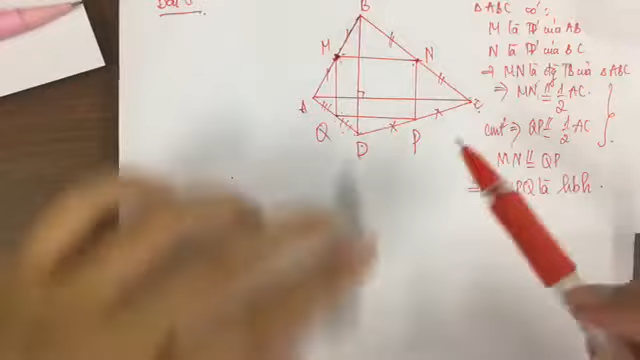 Bài
B
M
N
A
C
Q
D
P
ΔABC có:
M là TĐ của AB
N là TĐ của BC
⇒ MN là đg TB của ΔABC
⇒ MN ∥= 1/2 AC.
cmt² ⇒ QP ∥= 1/2 AC
MN ∥= QP
PQ là hbh.